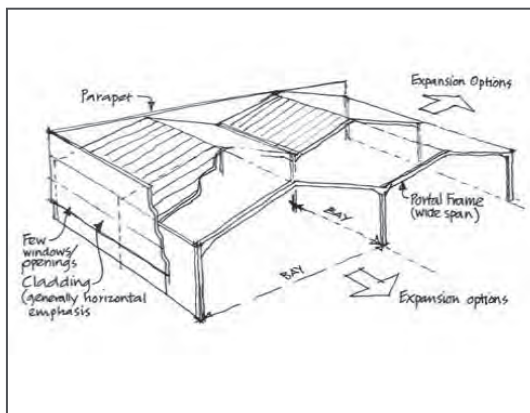 Expansion Options
Parapet
Portal Frame
(wide span)
BAY
BAY
Few
windows/
openings
Cladding
(generally horizontal
emphasis
Expansion options